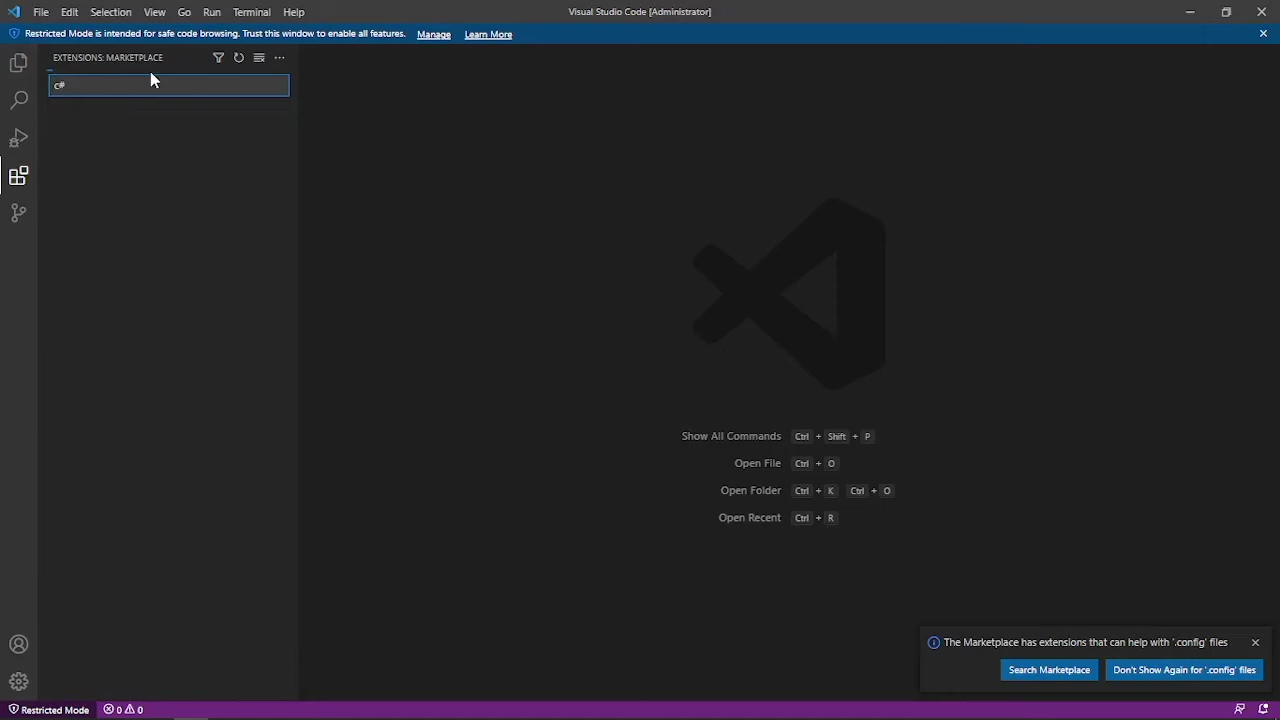 File Edit Selection View Go Run Terminal Help
Visual Studio Code [Administrator]
Restricted Mode is intended for safe code browsing. Trust this window to enable all features. Manage Learn More
EXTENSIONS: MARKETPLACE
c#
Show All Commands Ctrl + Shift + P
Open File Ctrl + O
Open Folder Ctrl + K Ctrl + O
Open Recent Ctrl + R
The Marketplace has extensions that can help with '.config' files
Search Marketplace Don't Show Again for '.config' files
Restricted Mode 0 0